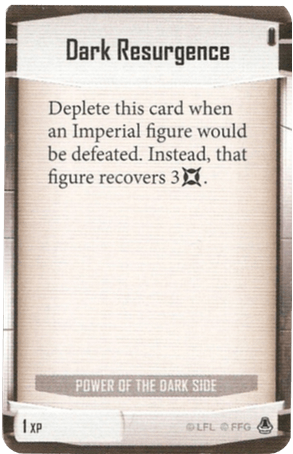 Dark Resurgence
Deplete this card when
an Imperial figure would
be defeated. Instead, that
figure recovers 3.
POWER OF THE DARK SIDE
1 XP
© LFL © FFG